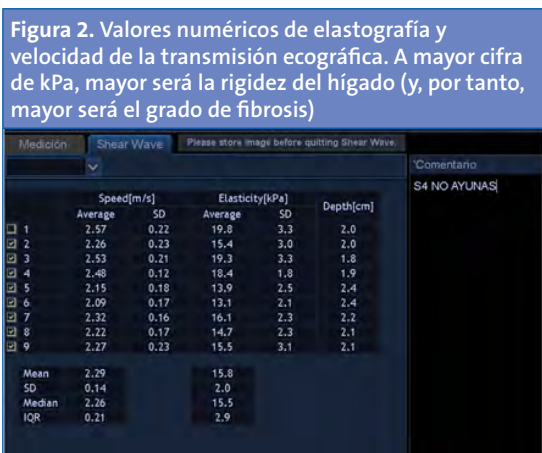 Figura 2. Valores numéricos de elastografía y
velocidad de la transmisión ecográfica. A mayor cifra
de kPa, mayor será la rigidez del hígado (y, por tanto,
mayor será el grado de fibrosis)
Medición Shear Wave Please store image before quitting Shear Wave.
'Comentario
S4 NO AYUNAS
Speed[m/s] Elasticity[kPa] Depth[cm]
Average SD Average SD
1 2.57 0.22 19.8 3.3 2.0
2 2.26 0.23 15.4 3.0 2.0
3 2.53 0.21 19.3 3.3 1.8
4 2.48 0.12 18.4 1.8 1.9
5 2.15 0.18 13.9 2.5 2.4
6 2.09 0.17 13.1 2.1 2.4
7 2.32 0.16 16.1 2.3 2.2
8 2.22 0.17 14.7 2.3 2.1
9 2.27 0.23 15.5 3.1 2.1
Mean 2.29 15.8
SD 0.14 2.0
Median 2.26 15.5
IQR 0.21 2.9